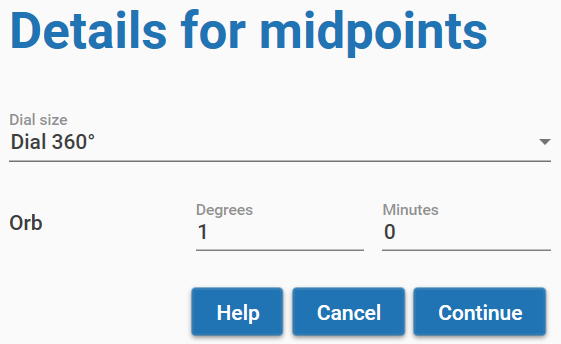 Details for midpoints
Dial size
Dial 360°
Degrees Minutes
Orb 1 0
Help Cancel Continue